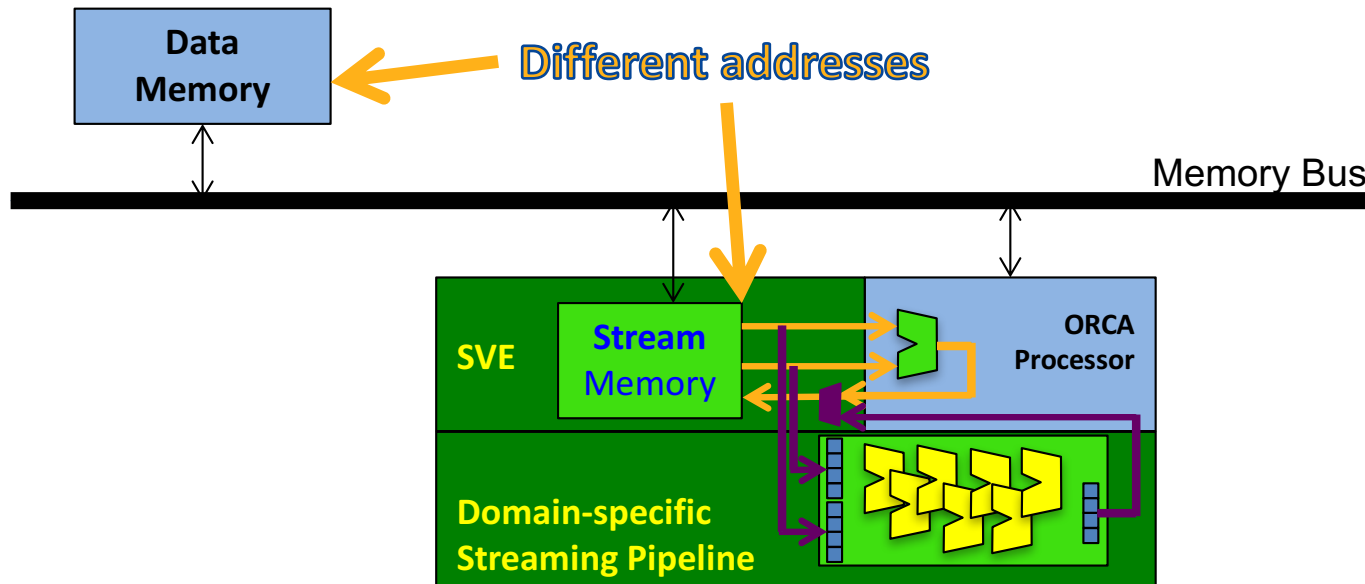 Data
Memory
Different addresses
Memory Bus
SVE
Stream
Memory
ORCA
Processor
Domain-specific
Streaming Pipeline